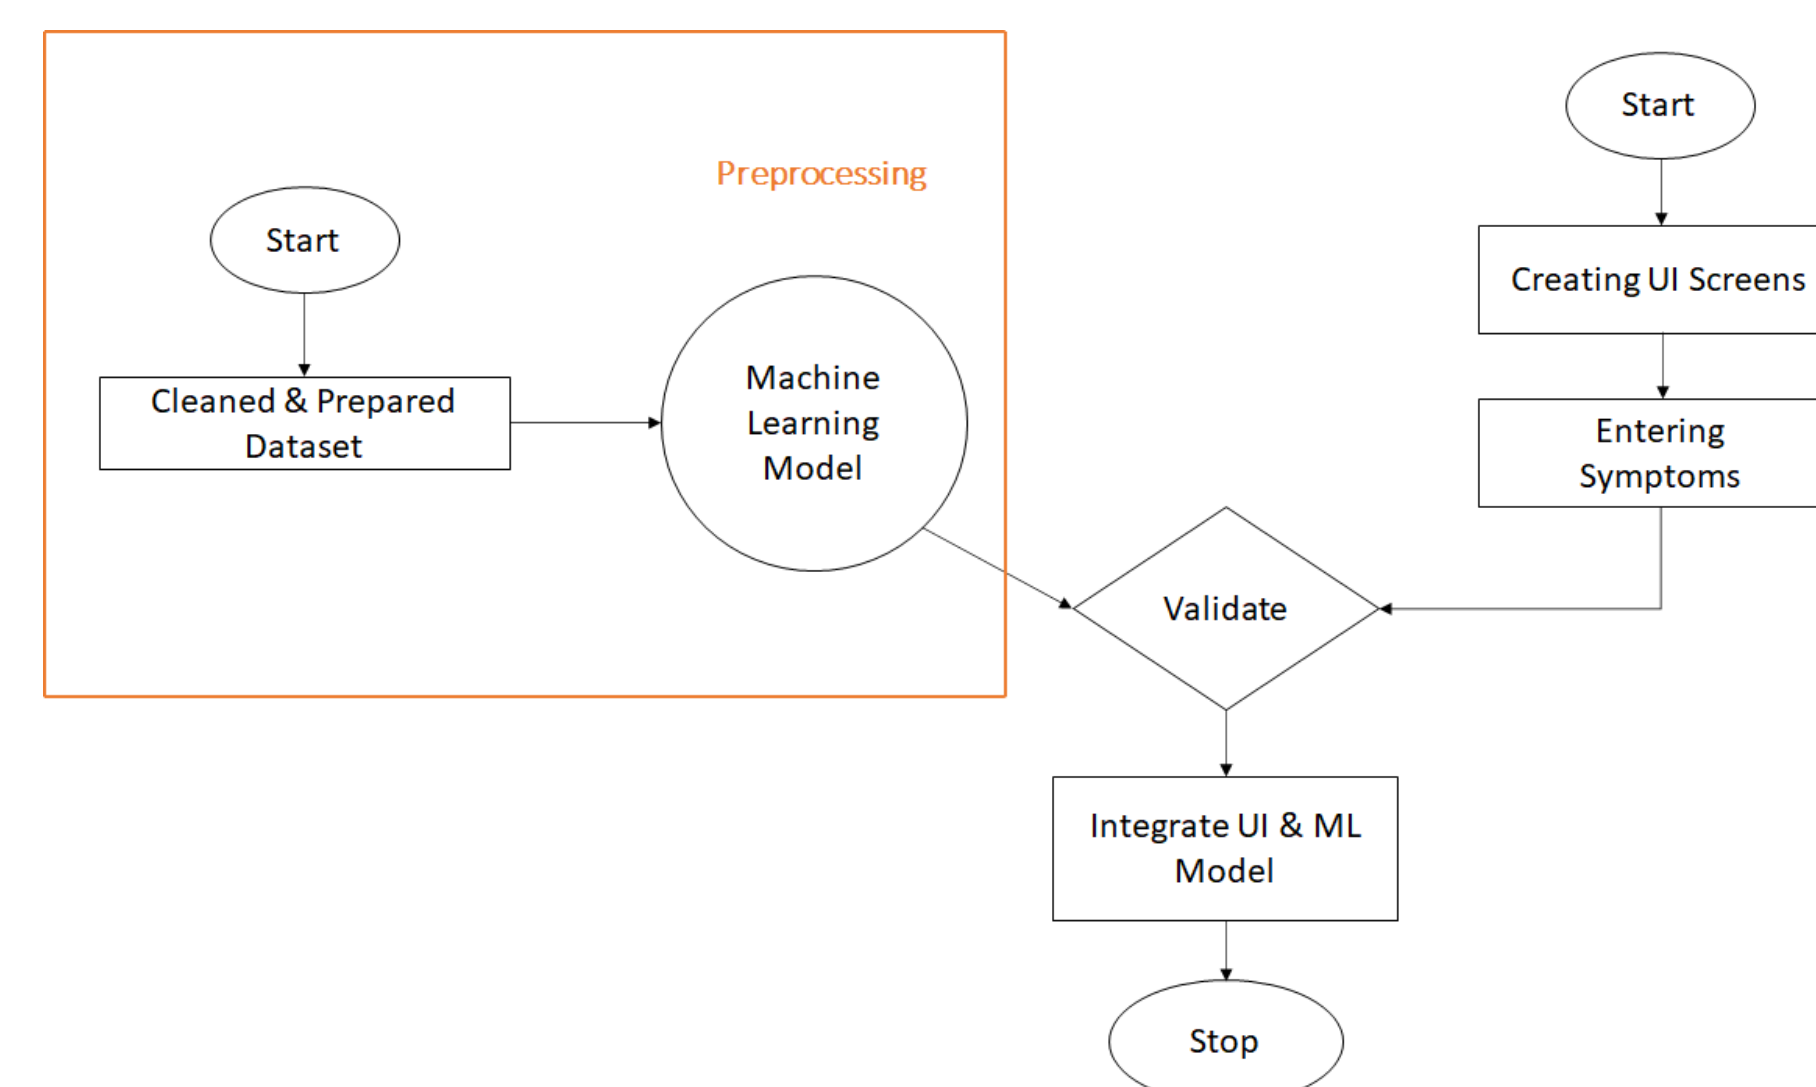 Preprocessing
Start
Cleaned & Prepared
Dataset
Machine
Learning
Model
Start
Creating UI Screens
Entering
Symptoms
Validate
Integrate UI & ML
Model
Stop